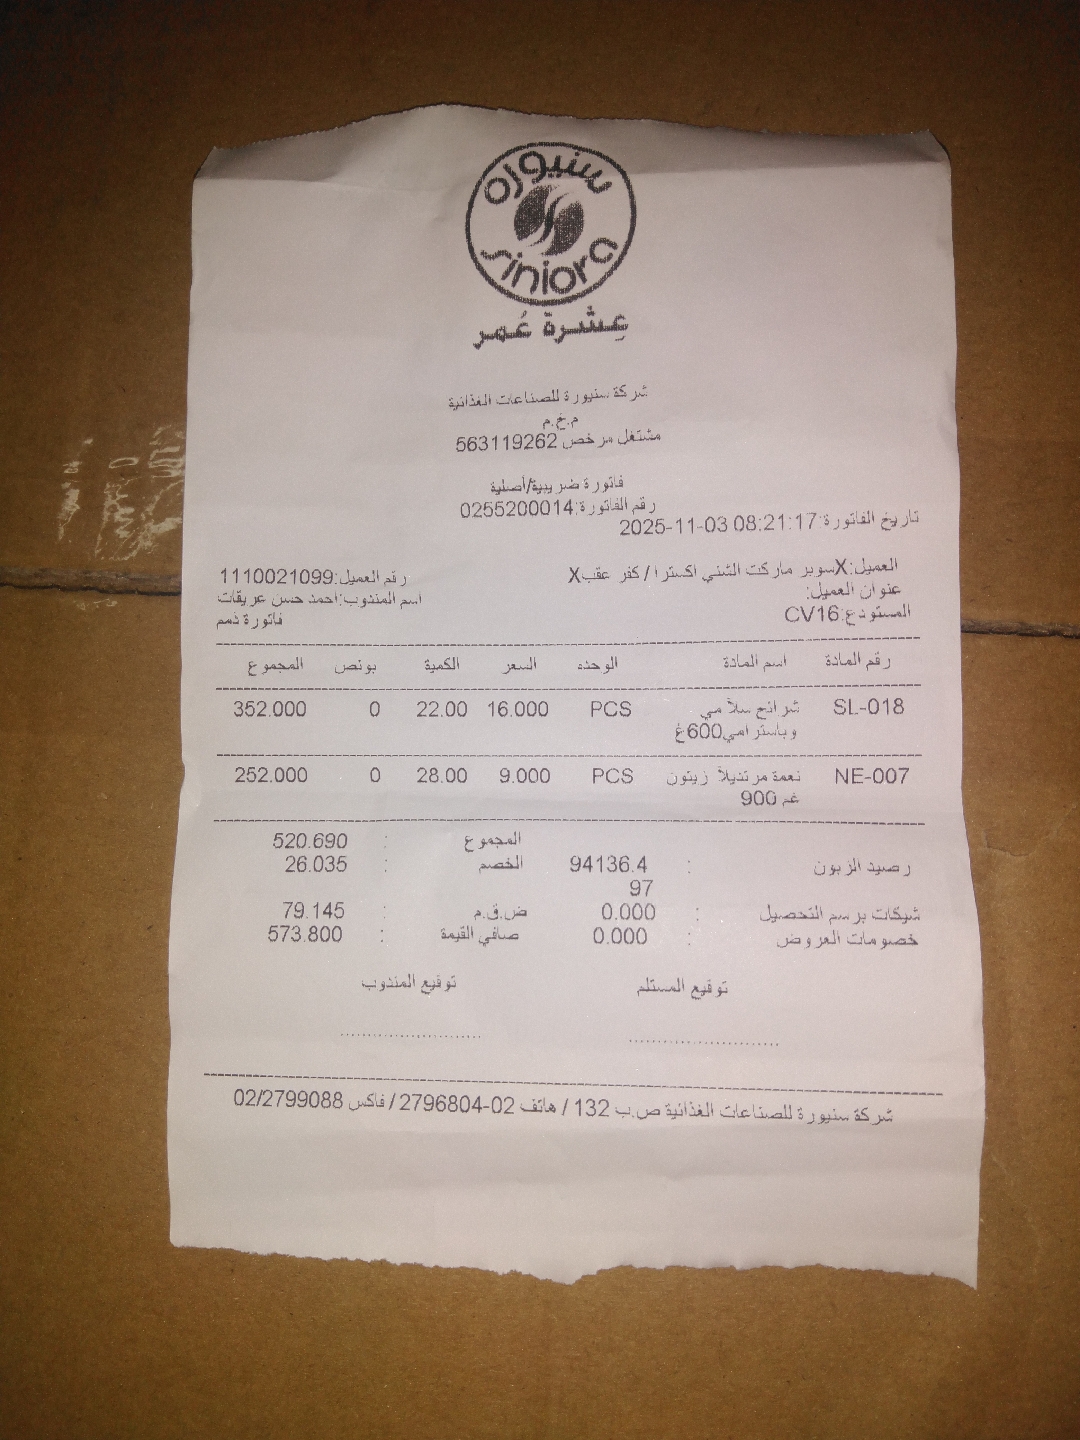 سنيورة
siniora
عِشرة عُمر
شركة سنيورة للصناعات الغذائية
م.خ.م
مشتغل مرخص 563119262
فاتورة ضريبية/أصلية
رقم الفاتورة:0255200014
تاريخ الفاتورة:2025-11-03 08:21:17
العميل:Xسوبر ماركت الشني اكسترا / كفر عقبX رقم العميل:1110021099
عنوان العميل: اسم المندوب:احمد حسن عريقات
المستودع:CV16 فاتورة ذمم
رقم المادة اسم المادة الوحده السعر الكمية بونص المجموع
SL-018 شرائح سلامي PCS 16.000 22.00 0 352.000
وباسترامي600غ
NE-007 نعمة مرتديلا زيتون PCS 9.000 28.00 0 252.000
900 غم
المجموع : 520.690
رصيد الزبون : 94136.4 الخصم : 26.035
97
شيكات برسم التحصيل : 0.000 ض.ق.م : 79.145
خصومات العروض : 0.000 صافي القيمة : 573.800
توقيع المستلم توقيع المندوب
شركة سنيورة للصناعات الغذائية ص.ب 132 / هاتف 02-2796804 / فاكس 02/2799088